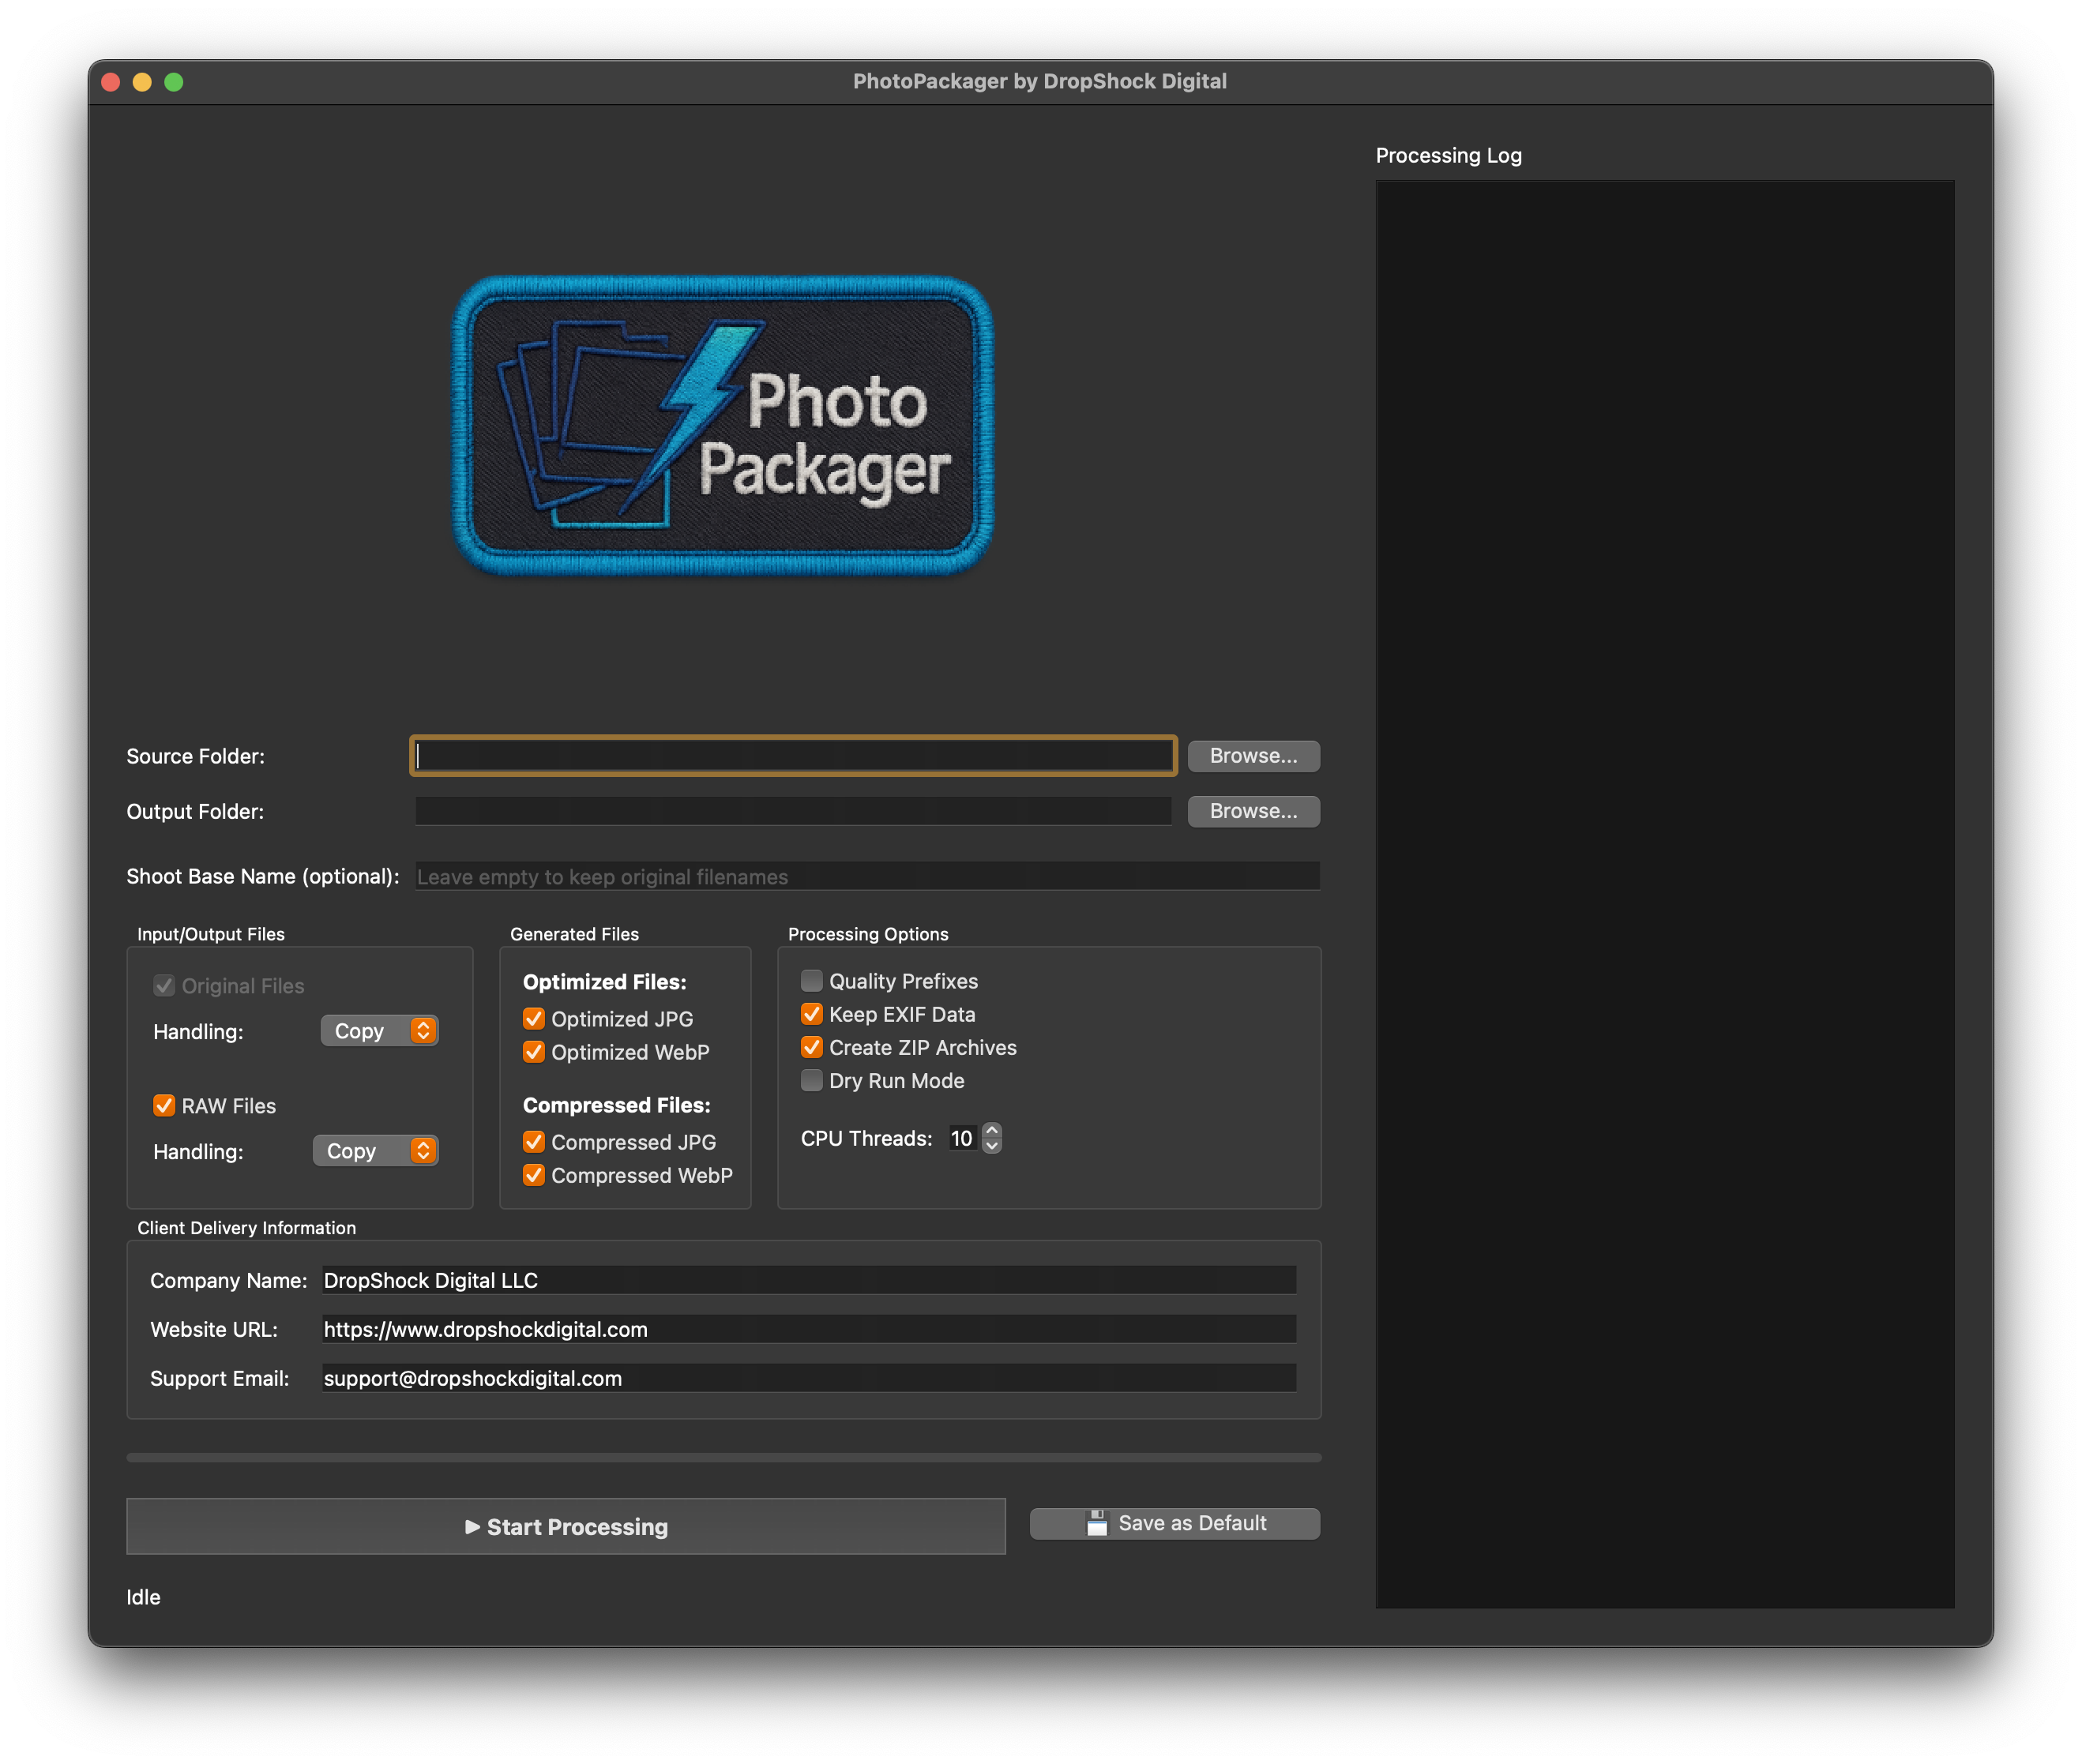 PhotoPackager by DropShock Digital
Photo
Packager
Source Folder:
Browse...
Output Folder:
Browse...
Shoot Base Name (optional): Leave empty to keep original filenames
Input/Output Files
Original Files
Handling: Copy
RAW Files
Handling: Copy
Generated Files
Optimized Files:
Optimized JPG
Optimized WebP
Compressed Files:
Compressed JPG
Compressed WebP
Processing Options
Quality Prefixes
Keep EXIF Data
Create ZIP Archives
Dry Run Mode
CPU Threads: 10
Client Delivery Information
Company Name: DropShock Digital LLC
Website URL: https://www.dropshockdigital.com
Support Email: support@dropshockdigital.com
Start Processing
Save as Default
Idle
Processing Log